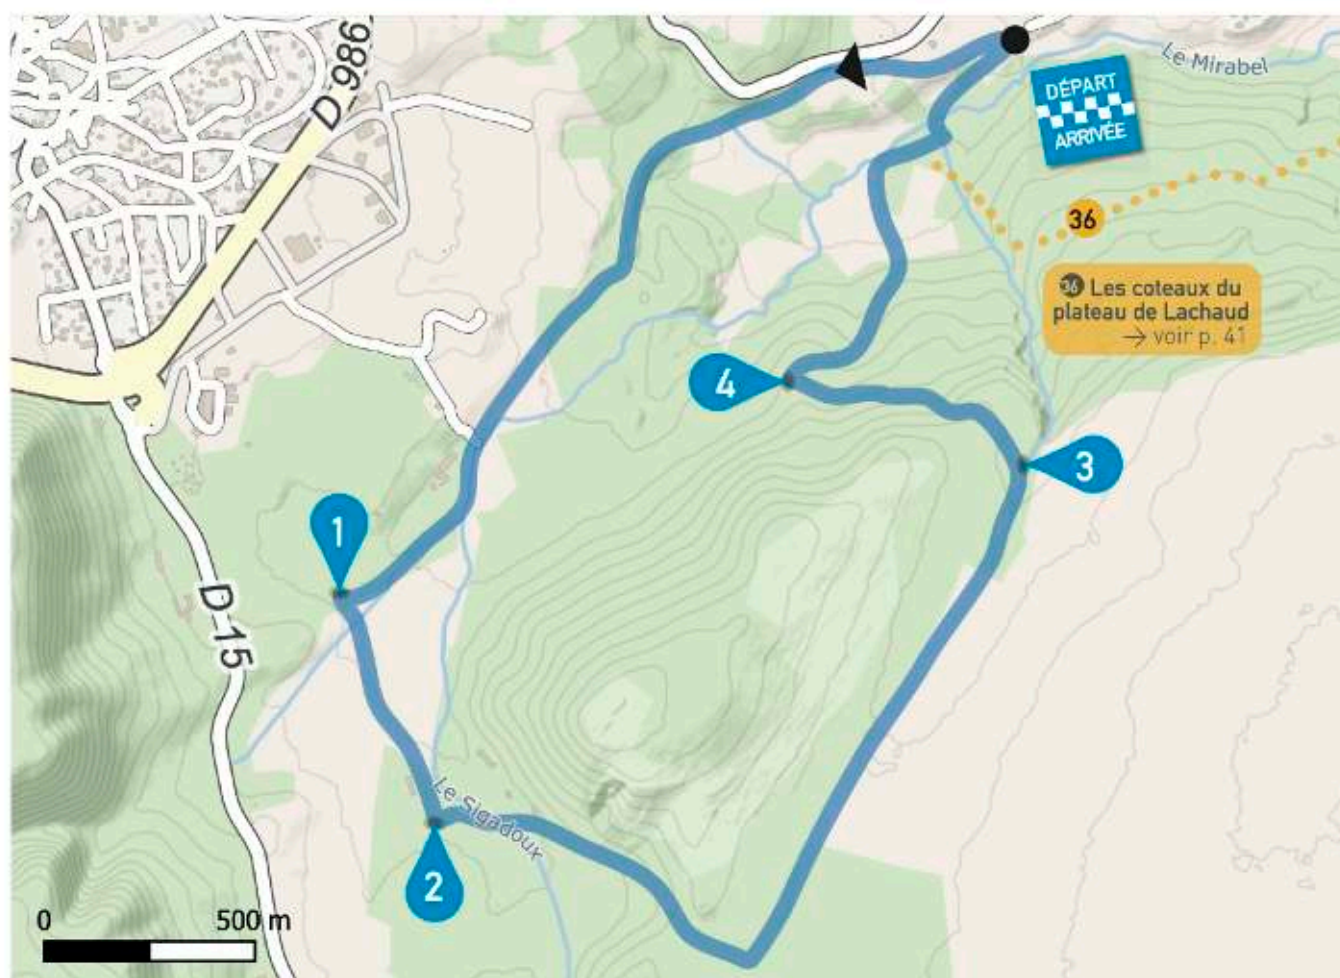 D 986
Le Mirabel
DÉPART
ARRIVÉE
36
36 Les coteaux du
plateau de Lachaud
→ voir p. 41
4
3
1
D 15
Le Sigadoux
2
0 500 m